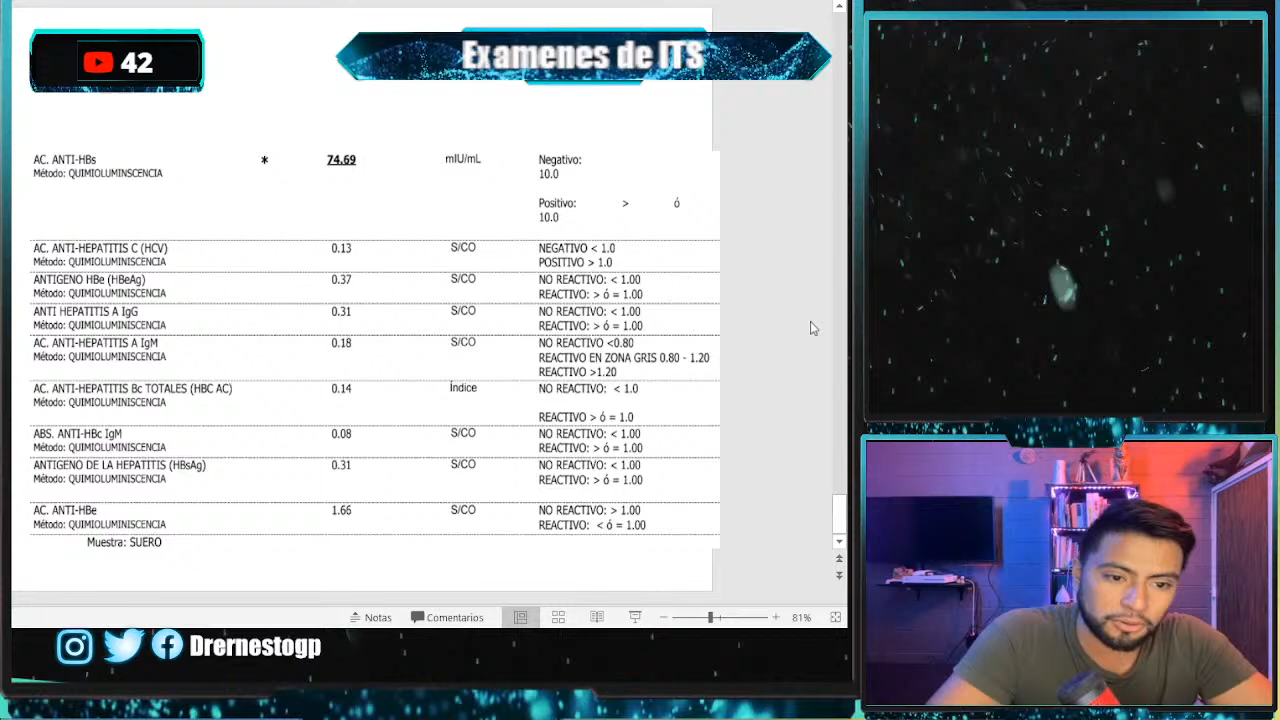 42
Examenes de ITS
AC. ANTI-HBs * 74.69 mIU/mL Negativo:
Método: QUIMIOLUMINSCENCIA 10.0
Positivo: > ó
10.0
AC. ANTI-HEPATITIS C (HCV) 0.13 S/CO NEGATIVO < 1.0
Método: QUIMIOLUMINISCENCIA POSITIVO > 1.0
ANTIGENO HBe (HBeAg) 0.37 S/CO NO REACTIVO: < 1.00
Método: QUIMIOLUMINISCENCIA REACTIVO: > ó = 1.00
ANTI HEPATITIS A IgG 0.31 S/CO NO REACTIVO: < 1.00
Método: QUIMIOLUMINISCENCIA REACTIVO: > ó = 1.00
AC. ANTI-HEPATITIS A IgM 0.18 S/CO NO REACTIVO <0.80
Método: QUIMIOLUMINISCENCIA REACTIVO EN ZONA GRIS 0.80 - 1.20
REACTIVO >1.20
AC. ANTI-HEPATITIS Bc TOTALES (HBC AC) 0.14 Índice NO REACTIVO: < 1.0
Método: QUIMIOLUMINISCENCIA
REACTIVO > ó = 1.0
ABS. ANTI-HBc IgM 0.08 S/CO NO REACTIVO: < 1.00
Método: QUIMIOLUMINISCENCIA REACTIVO: > ó = 1.00
ANTIGENO DE LA HEPATITIS (HBsAg) 0.31 S/CO NO REACTIVO: < 1.00
Método: QUIMIOLUMINISCENCIA REACTIVO: > ó = 1.00
AC. ANTI-HBe 1.66 S/CO NO REACTIVO: > 1.00
Método: QUIMIOLUMINISCENCIA REACTIVO: < ó = 1.00
Muestra: SUERO
Notas Comentarios 81%
Drernestogp